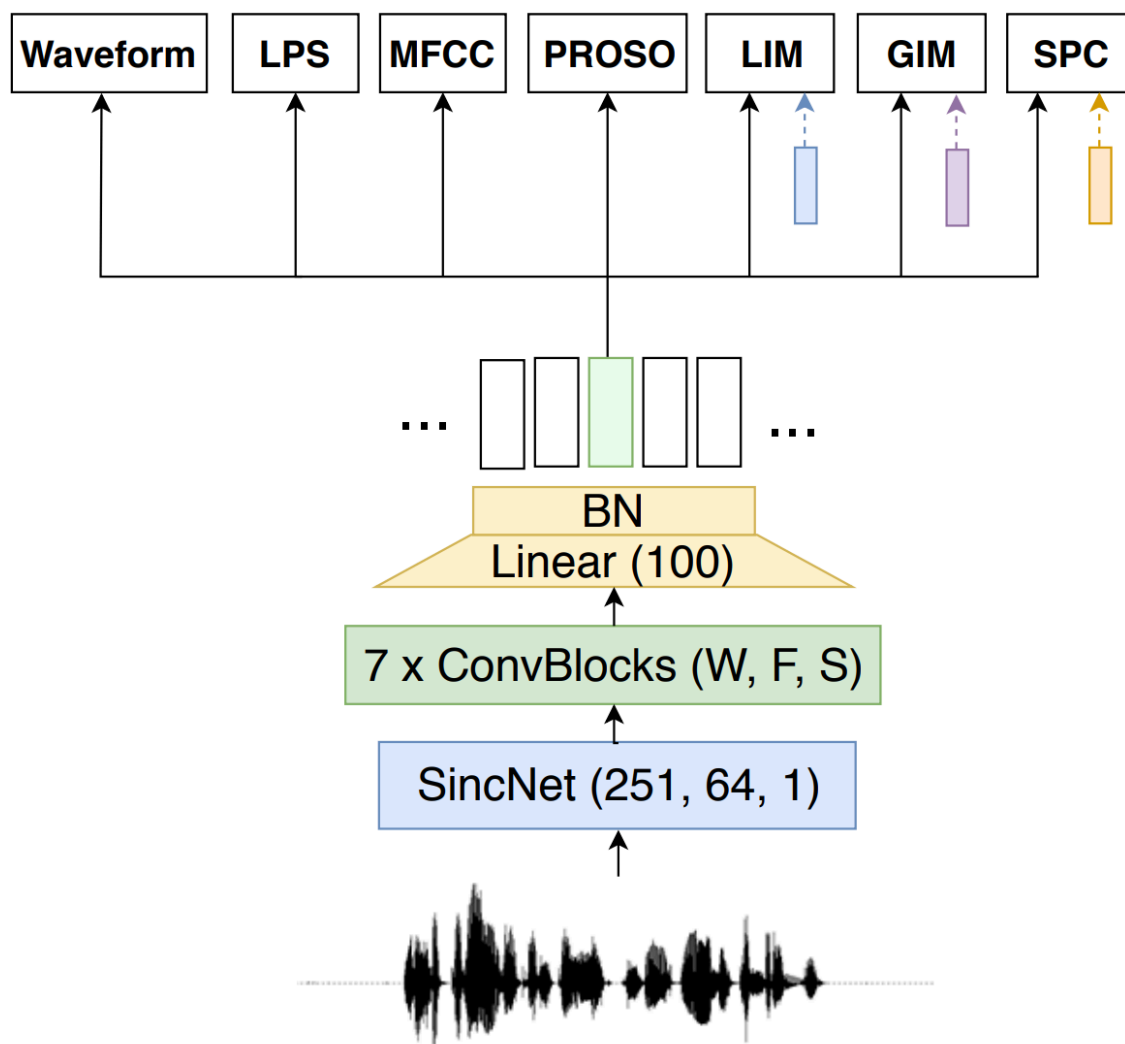 Waveform LPS MFCC PROSO LIM GIM SPC
... ...
BN
Linear (100)
7 x ConvBlocks (W, F, S)
SincNet (251, 64, 1)